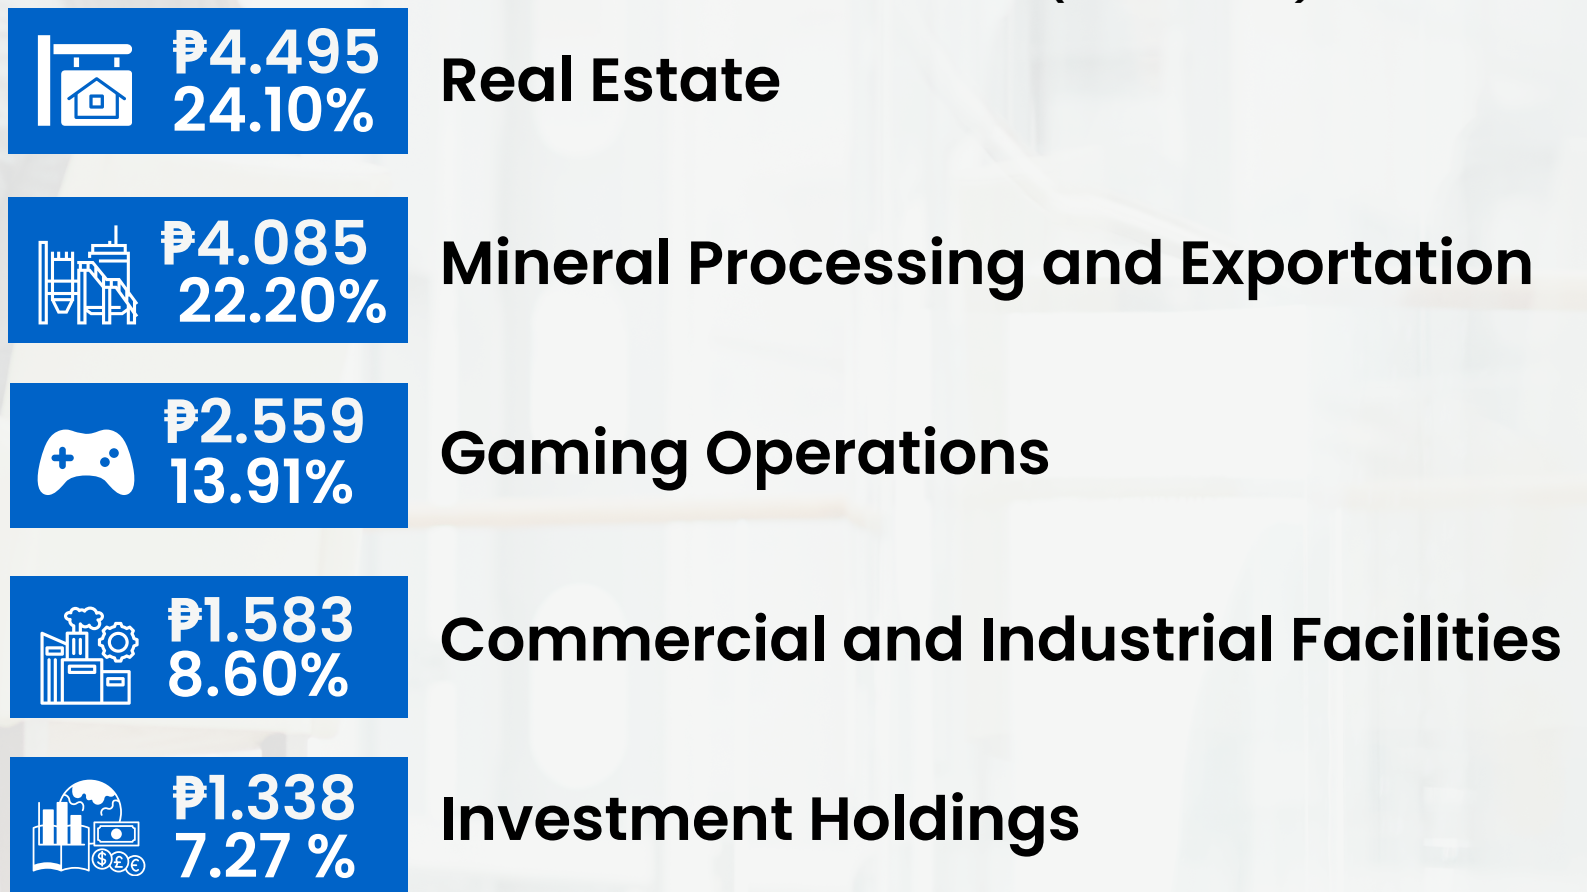 ₱4.495
24.10%
Real Estate
₱4.085
22.20%
Mineral Processing and Exportation
₱2.559
13.91%
Gaming Operations
₱1.583
8.60%
Commercial and Industrial Facilities
₱1.338
7.27 %
Investment Holdings